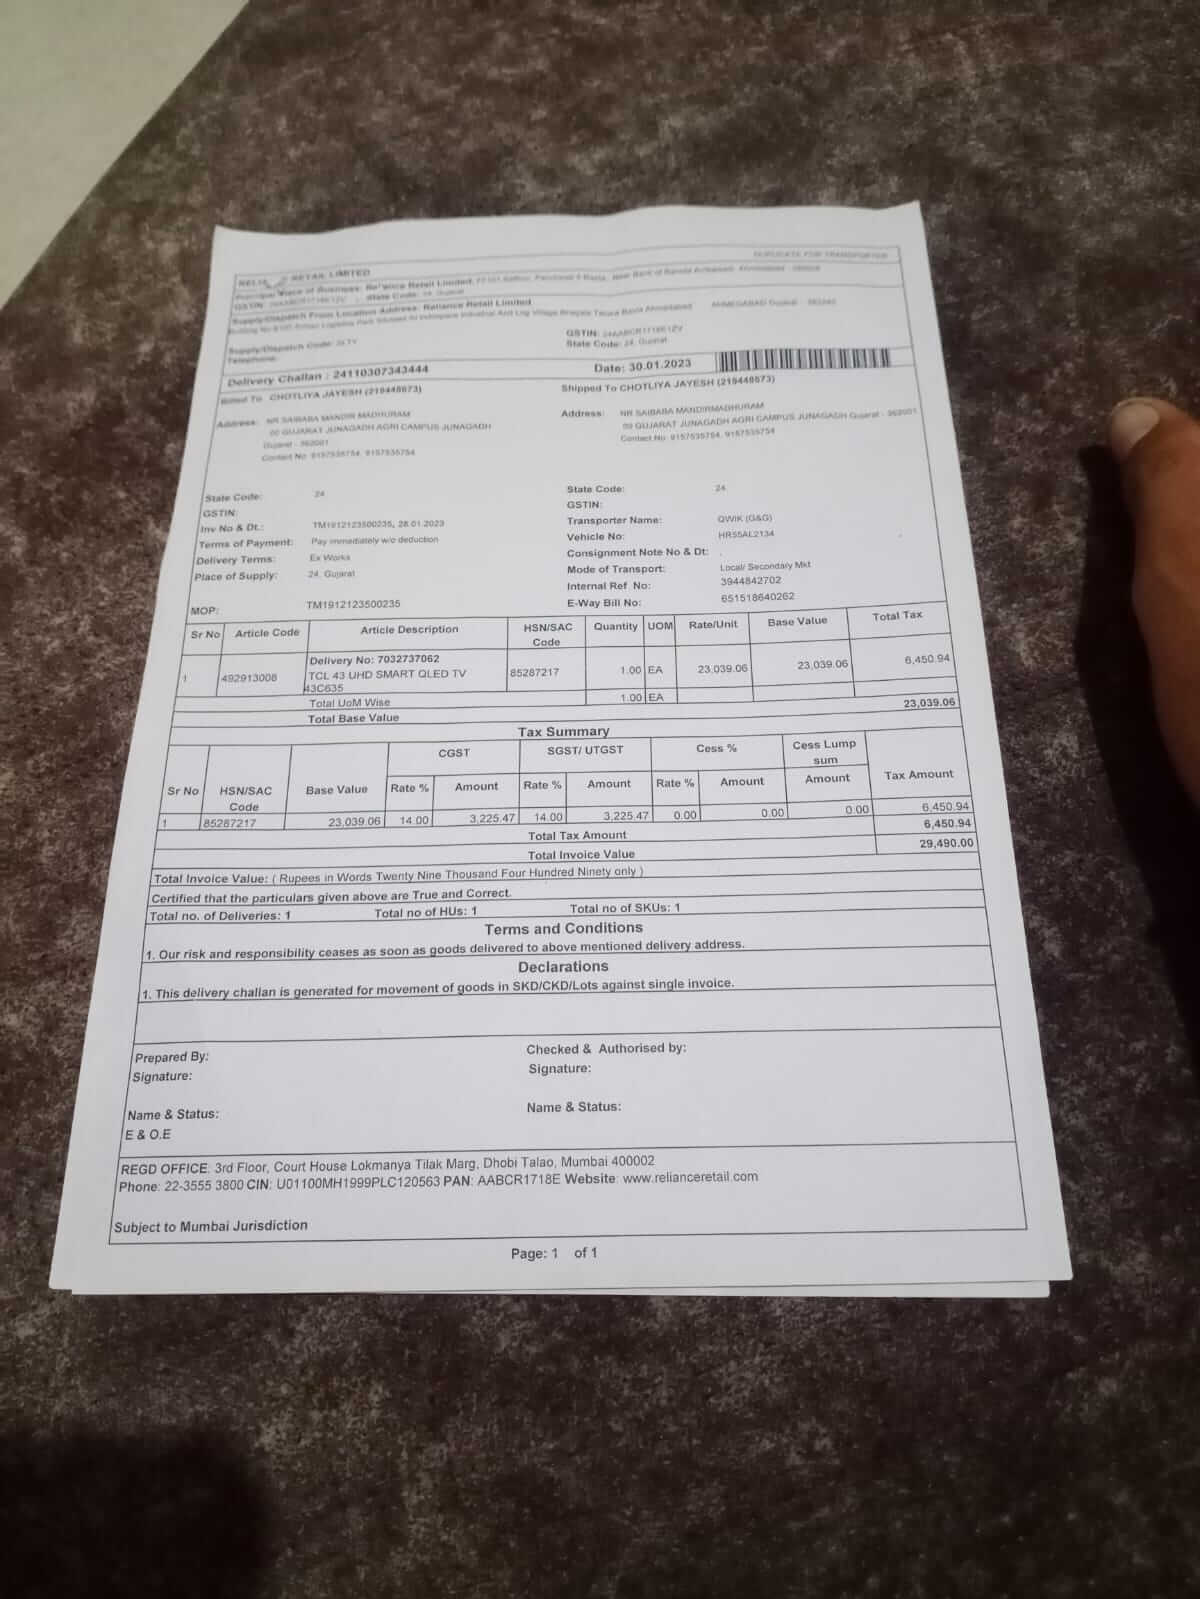 DUPLICATE FOR TRANSPORTER
RETAIL LIMITED
Principal Place of Business: Reliance Retail Limited,
GSTIN: 24AABCR1718E1ZV State Code: 24, Gujarat
Supply/Dispatch From Location Address: Reliance Retail Limited
AHMEDABAD Gujarat
Supply/Dispatch Code: GSTIN: 24AABCR1718E1ZV
Telephone: State Code: 24, Gujarat
Delivery Challan : 24110307343444 Date: 30.01.2023
Billed To CHOTLIYA JAYESH (219448673) Shipped To CHOTLIYA JAYESH (219448673)
Address: NR SAIBABA MANDIR MADHURAM Address: NR SAIBABA MANDIRMADHURAM
00 GUJARAT JUNAGADH AGRI CAMPUS JUNAGADH 09 GUJARAT JUNAGADH AGRI CAMPUS JUNAGADH Gujarat - 362001
Gujarat - 362001 Contact No: 9157535754, 9157535754
Contact No: 9157535754, 9157535754
State Code: 24 State Code: 24
GSTIN: GSTIN:
Inv No & Dt.: TM1912123500235, 28.01.2023 Transporter Name: QWIK (G&G)
Terms of Payment: Pay immediately w/o deduction Vehicle No: HR55AL2134
Delivery Terms: Ex Works Consignment Note No & Dt: ,
Place of Supply: 24, Gujarat Mode of Transport: Local/ Secondary Mkt
Internal Ref No: 3944842702
MOP: TM1912123500235 E-Way Bill No: 651518640262
Sr No Article Code Article Description HSN/SAC Code Quantity UOM Rate/Unit Base Value Total Tax
Delivery No: 7032737062
1 492913008 TCL 43 UHD SMART QLED TV 85287217 1.00 EA 23,039.06 23,039.06 6,450.94
43C635
Total UoM Wise 1.00 EA
Total Base Value 23,039.06
Tax Summary
CGST SGST/ UTGST Cess % Cess Lump sum
Sr No HSN/SAC Code Base Value Rate % Amount Rate % Amount Rate % Amount Amount Tax Amount
1 85287217 23,039.06 14.00 3,225.47 14.00 3,225.47 0.00 0.00 0.00 6,450.94
Total Tax Amount 6,450.94
Total Invoice Value 29,490.00
Total Invoice Value: ( Rupees in Words Twenty Nine Thousand Four Hundred Ninety only )
Certified that the particulars given above are True and Correct.
Total no. of Deliveries: 1 Total no of HUs: 1 Total no of SKUs: 1
Terms and Conditions
1. Our risk and responsibility ceases as soon as goods delivered to above mentioned delivery address.
Declarations
1. This delivery challan is generated for movement of goods in SKD/CKD/Lots against single invoice.
Prepared By: Checked & Authorised by:
Signature: Signature:
Name & Status: Name & Status:
E & O.E
REGD OFFICE: 3rd Floor, Court House Lokmanya Tilak Marg, Dhobi Talao, Mumbai 400002
Phone: 22-3555 3800 CIN: U01100MH1999PLC120563 PAN: AABCR1718E Website: www.relianceretail.com
Subject to Mumbai Jurisdiction
Page: 1 of 1